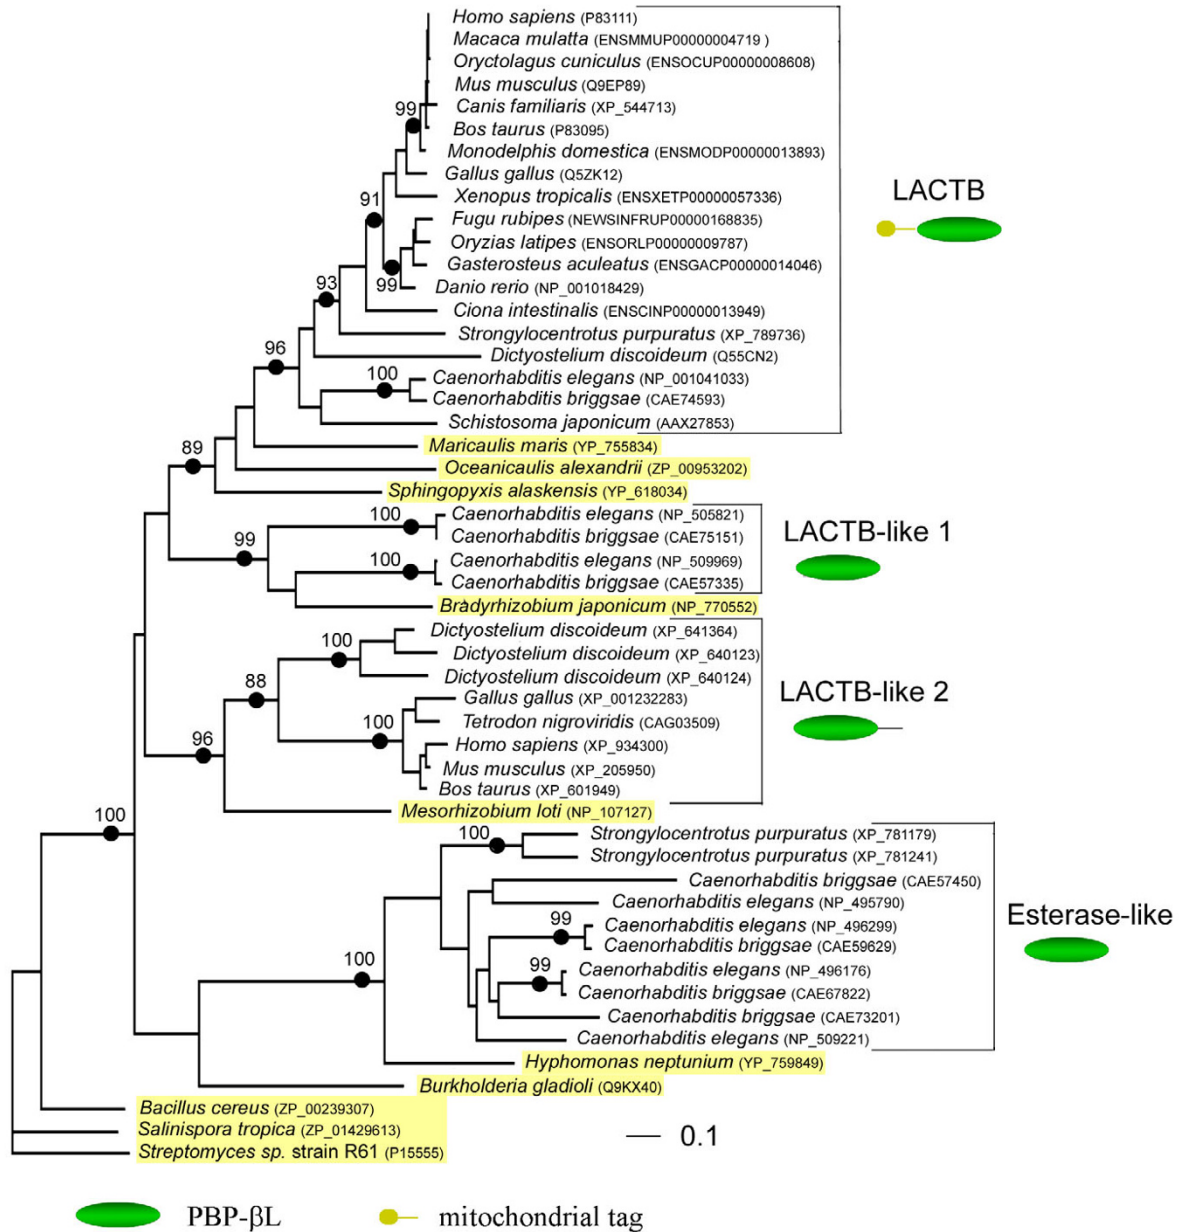 Homo sapiens (P83111)
Macaca mulatta (ENSMMUP00000004719 )
Oryctolagus cuniculus (ENSOCUP00000008608)
Mus musculus (Q9EP89)
Canis familiaris (XP_544713)
99
Bos taurus (P83095)
Monodelphis domestica (ENSMODP00000013893)
Gallus gallus (Q5ZK12)
Xenopus tropicalis (ENSXETP00000057336)
LACTB
91
Fugu rubipes (NEWSINFRUP00000168835)
Oryzias latipes (ENSORLP00000009787)
Gasterosteus aculeatus (ENSGACP00000014046)
99
Danio rerio (NP_001018429)
93
Ciona intestinalis (ENSCINP00000013949)
Strongylocentrotus purpuratus (XP_789736)
96
Dictyostelium discoideum (Q55CN2)
100
Caenorhabditis elegans (NP_001041033)
Caenorhabditis briggsae (CAE74593)
Schistosoma japonicum (AAX27853)
Maricaulis maris (YP_755834)
89
Oceanicaulis alexandrii (ZP_00953202)
Sphingopyxis alaskensis (YP_618034)
100
Caenorhabditis elegans (NP_505821)
LACTB-like 1
Caenorhabditis briggsae (CAE75151)
99
100
Caenorhabditis elegans (NP_509969)
Caenorhabditis briggsae (CAE57335)
Bradyrhizobium japonicum (NP_770552)
Dictyostelium discoideum (XP_641364)
100
Dictyostelium discoideum (XP_640123)
Dictyostelium discoideum (XP_640124)
LACTB-like 2
88
Gallus gallus (XP_001232283)
Tetrodon nigroviridis (CAG03509)
100
96
Homo sapiens (XP_934300)
Mus musculus (XP_205950)
Bos taurus (XP_601949)
Mesorhizobium loti (NP_107127)
100
100
Strongylocentrotus purpuratus (XP_781179)
Strongylocentrotus purpuratus (XP_781241)
Caenorhabditis briggsae (CAE57450)
Caenorhabditis elegans (NP_495790)
Esterase-like
99
Caenorhabditis elegans (NP_496299)
Caenorhabditis briggsae (CAE59629)
100
99
Caenorhabditis elegans (NP_496176)
Caenorhabditis briggsae (CAE67822)
Caenorhabditis briggsae (CAE73201)
Caenorhabditis elegans (NP_509221)
Hyphomonas neptunium (YP_759849)
Burkholderia gladioli (Q9KX40)
Bacillus cereus (ZP_00239307)
Salinispora tropica (ZP_01429613)
0.1
Streptomyces sp. strain R61 (P15555)
PBP-βL
mitochondrial tag